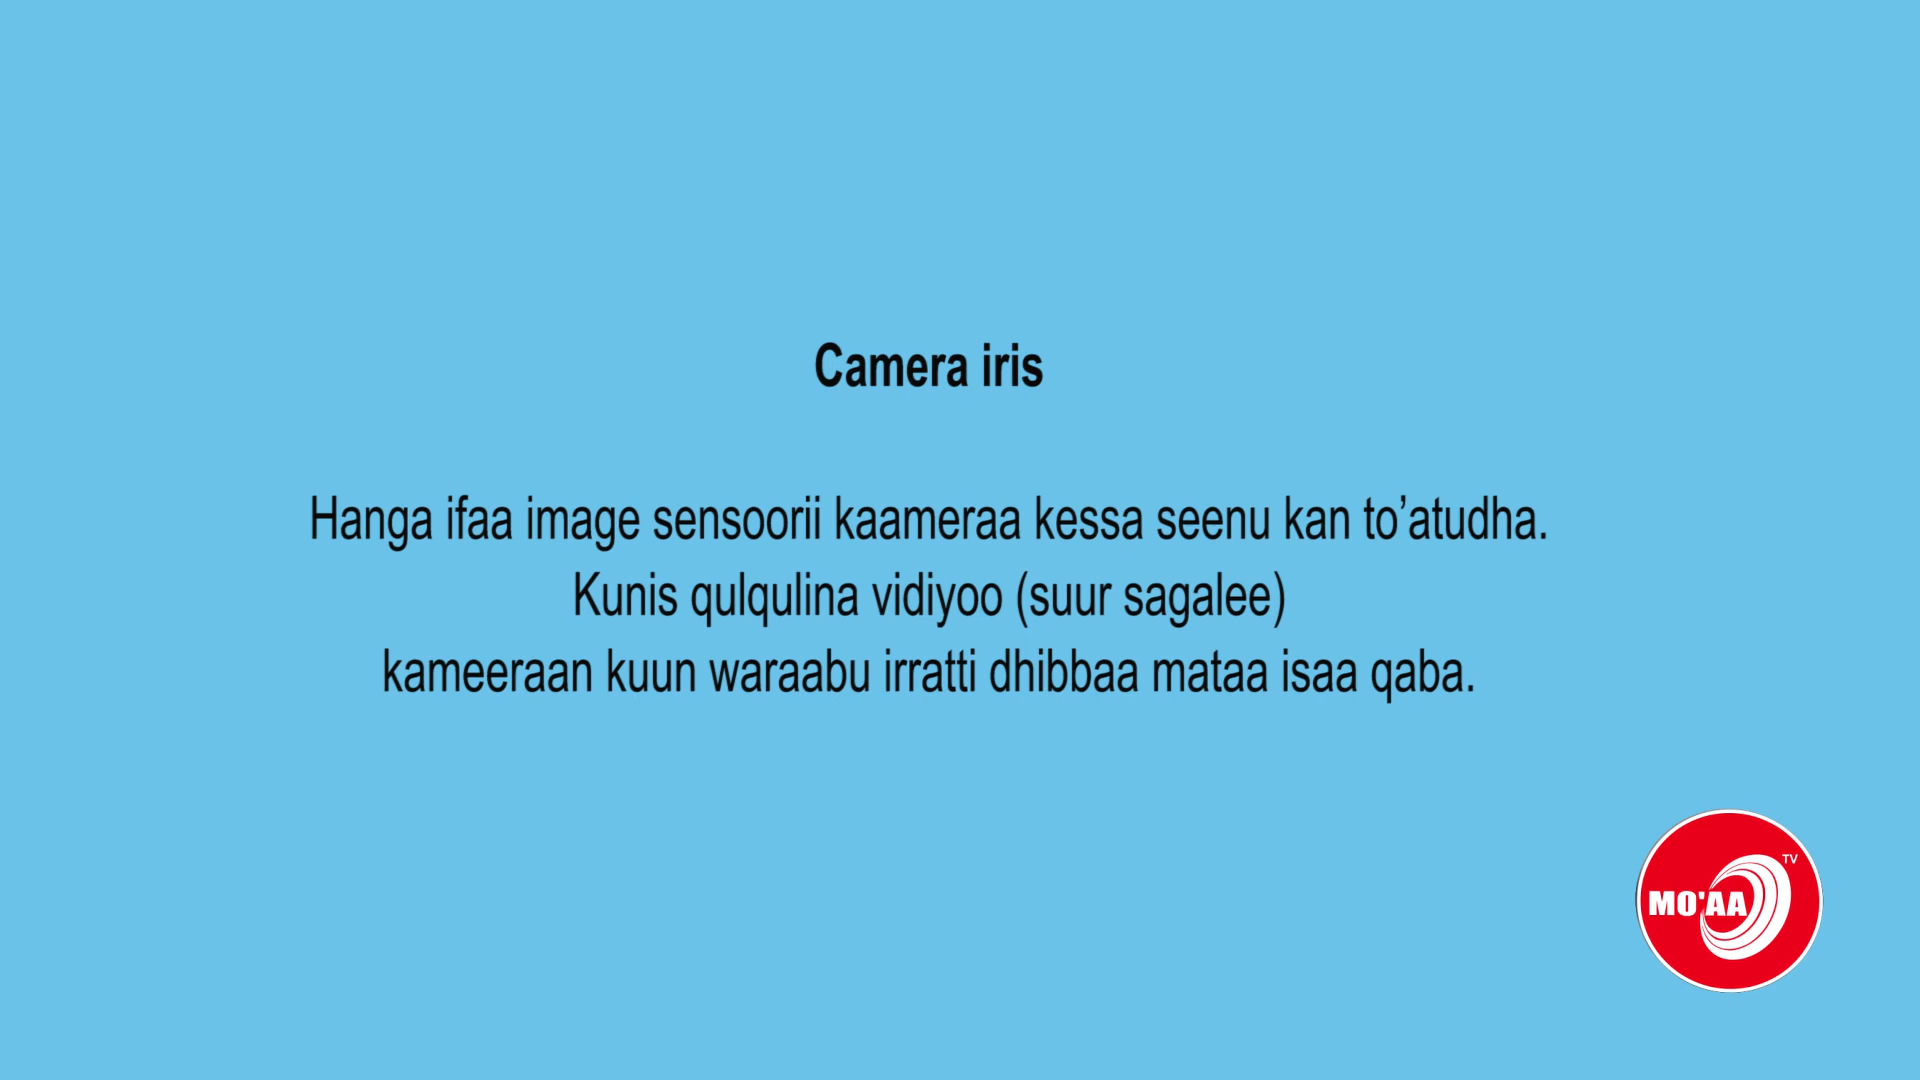 Camera iris
Hanga ifaa image sensoorii kaameraa kessa seenu kan to’atudha.
Kunis qulqulina vidiyoo (suur sagalee)
kameeraan kuun waraabu irratti dhibbaa mataa isaa qaba.
MO'AA TV